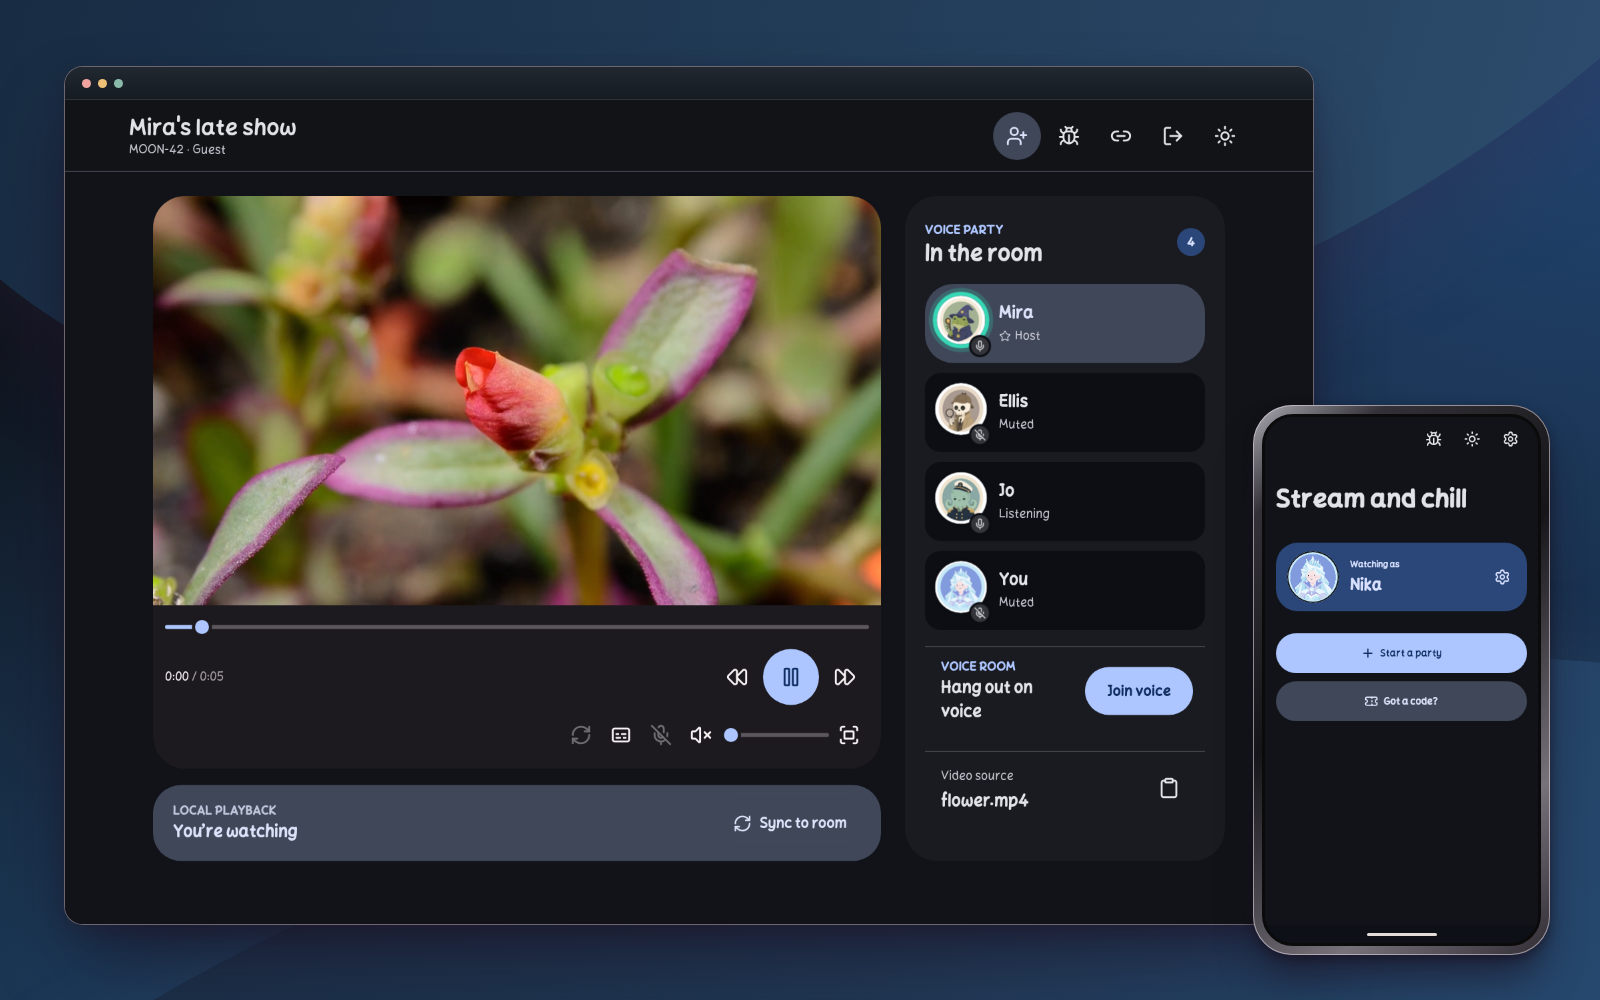 Mira's late show
MOON-42 · Guest
VOICE PARTY
In the room
4
Mira
Host
Ellis
Muted
Jo
Listening
You
Muted
VOICE ROOM
Hang out on
voice
Join voice
Video source
flower.mp4
0:00 / 0:05
LOCAL PLAYBACK
You're watching
Sync to room
Stream and chill
Watching as
Nika
Start a party
Got a code?